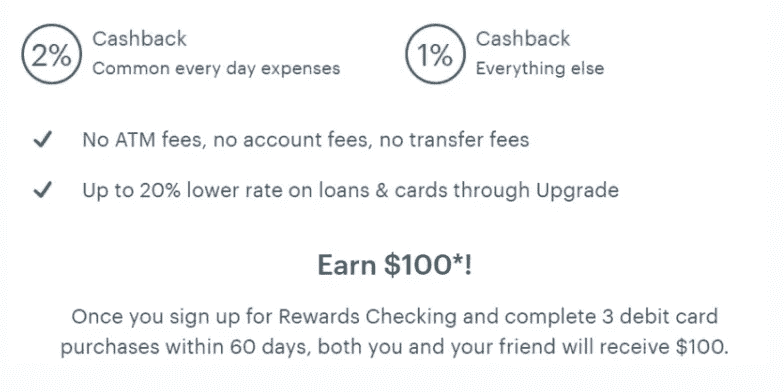 2% Cashback
Common every day expenses
1% Cashback
Everything else
No ATM fees, no account fees, no transfer fees
Up to 20% lower rate on loans & cards through Upgrade
Earn $100*!
Once you sign up for Rewards Checking and complete 3 debit card
purchases within 60 days, both you and your friend will receive $100.